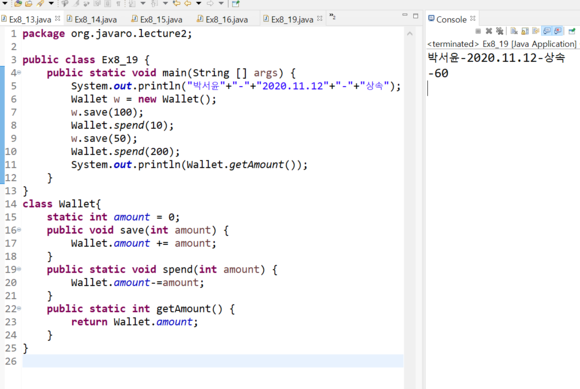 Ex8_13.java
Ex8_14.java
Ex8_15.java
Ex8_16.java
Ex8_19.java
Console
1 package org.javaro.lecture2;
2
3 public class Ex8_19 {
4 public static void main(String [] args) {
5 System.out.println("박서윤"+"-"+"2020.11.12"+"-"+"상속");
6 Wallet w = new Wallet();
7 w.save(100);
8 Wallet.spend(10);
9 w.save(50);
10 Wallet.spend(200);
11 System.out.println(Wallet.getAmount());
12 }
13 }
14 class Wallet{
15 static int amount = 0;
16 public void save(int amount) {
17 Wallet.amount += amount;
18 }
19 public static void spend(int amount) {
20 Wallet.amount-=amount;
21 }
22 public static int getAmount() {
23 return Wallet.amount;
24 }
25 }
26
<terminated> Ex8_19 [Java Application]
박서윤-2020.11.12-상속
-60